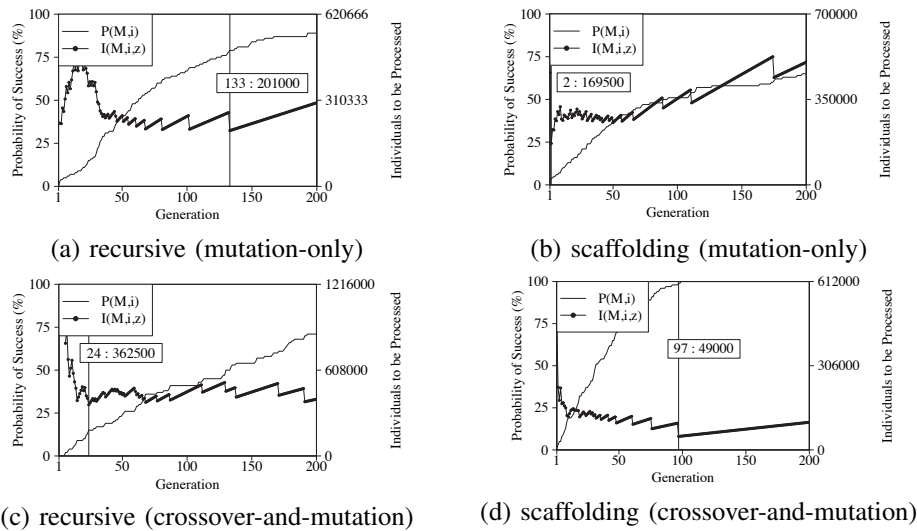 100
75
50
25
0
Probability of Success (%)
P(M,i)
I(M,i,z)
133 : 201000
620666
310333
0
Individuals to be Processed
1
50
100
150
200
Generation
(a) recursive (mutation-only)
100
75
50
25
0
Probability of Success (%)
P(M,i)
I(M,i,z)
2 : 169500
700000
350000
0
Individuals to be Processed
1
50
100
150
200
Generation
(b) scaffolding (mutation-only)
100
75
50
25
0
Probability of Success (%)
P(M,i)
I(M,i,z)
24 : 362500
1216000
608000
0
Individuals to be Processed
1
50
100
150
200
Generation
(c) recursive (crossover-and-mutation)
100
75
50
25
0
Probability of Success (%)
P(M,i)
I(M,i,z)
97 : 49000
612000
306000
0
Individuals to be Processed
1
50
100
150
200
Generation
(d) scaffolding (crossover-and-mutation)